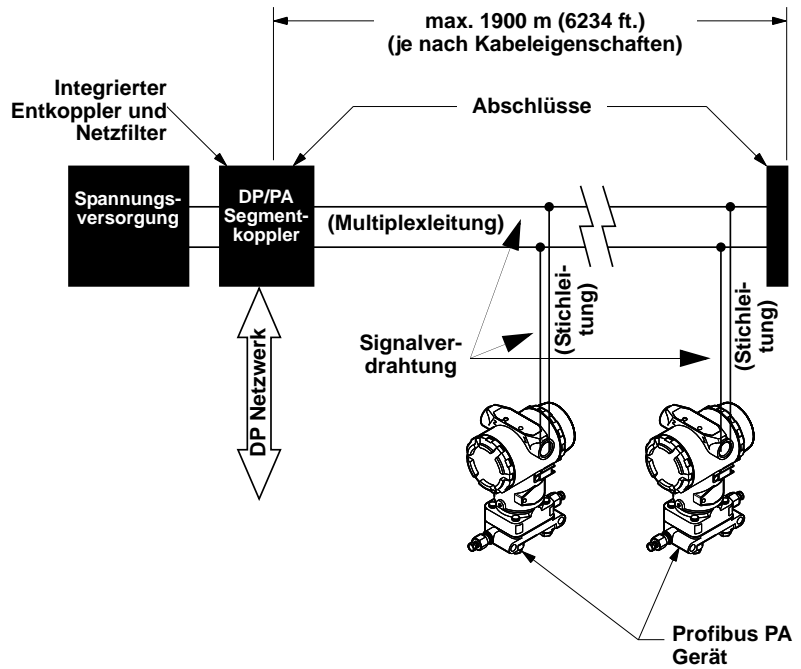 max. 1900 m (6234 ft.)
(je nach Kabeleigenschaften)
Integrierter
Entkoppler und
Netzfilter
Abschlüsse
Spannungs-
versorgung
DP/PA
Segment-
koppler
(Multiplexleitung)
(Stichlei-
tung)
(Stichlei-
tung)
Signalver-
drahtung
DP Netzwerk
Profibus PA
Gerät